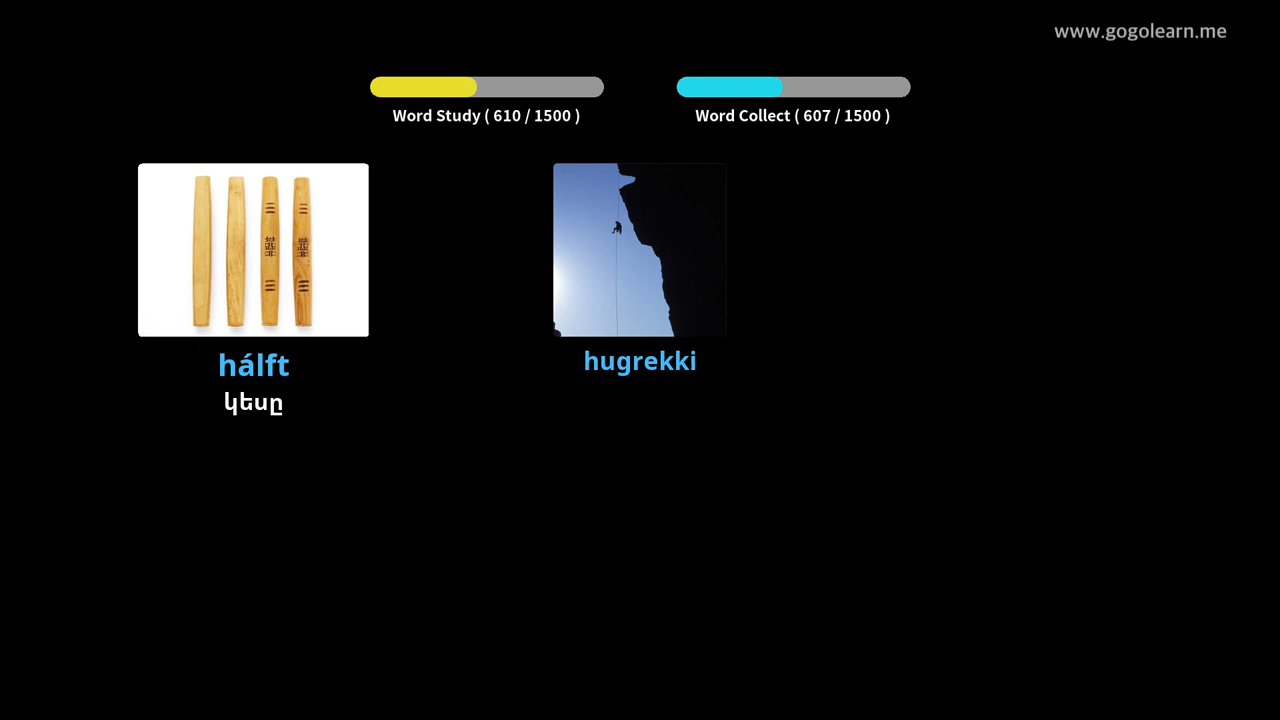 www.gogolearn.me
Word Study ( 610 / 1500 )
Word Collect ( 607 / 1500 )
hálft
կեսը
hugrekki